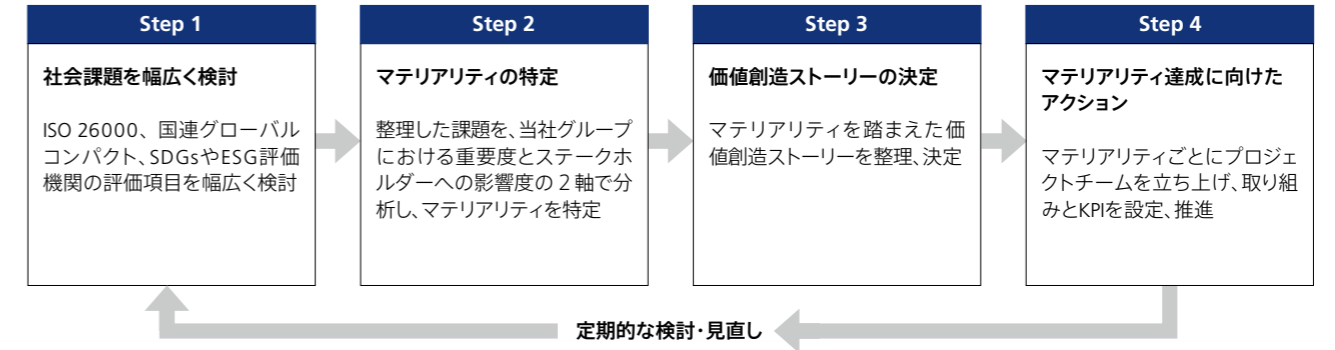 Step 1
社会課題を幅広く検討
ISO 26000、国連グローバル
コンパクト、SDGsやESG評価
機関の評価項目を幅広く検討
Step 2
マテリアリティの特定
整理した課題を、当社グループ
における重要度とステークホ
ルダーへの影響度の2軸で分
析し、マテリアリティを特定
Step 3
価値創造ストーリーの決定
マテリアリティを踏まえた価
値創造ストーリーを整理、決定
Step 4
マテリアリティ達成に向けた
アクション
マテリアリティごとにプロジェ
クトチームを立ち上げ、取り組
みとKPIを設定、推進
定期的な検討・見直し